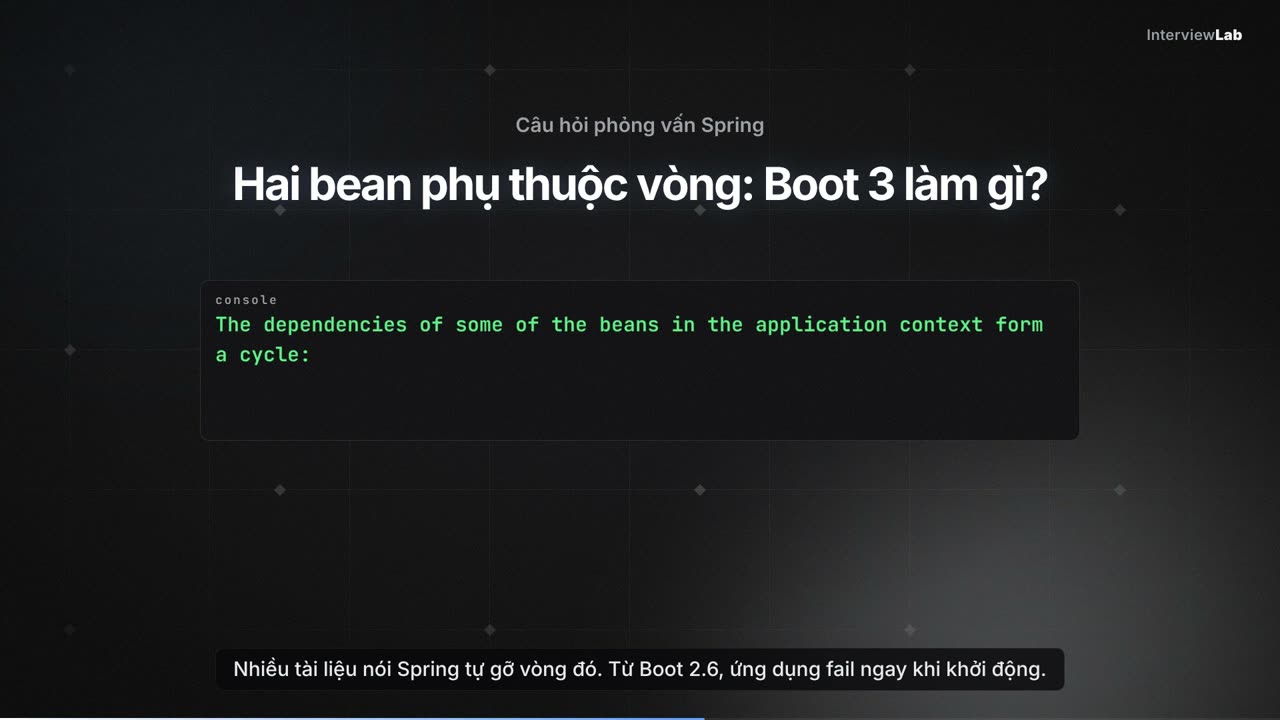 InterviewLab
Câu hỏi phỏng vấn Spring
Hai bean phụ thuộc vòng: Boot 3 làm gì?
console
The dependencies of some of the beans in the application context form
a cycle:
Nhiều tài liệu nói Spring tự gỡ vòng đó. Từ Boot 2.6, ứng dụng fail ngay khi khởi động.